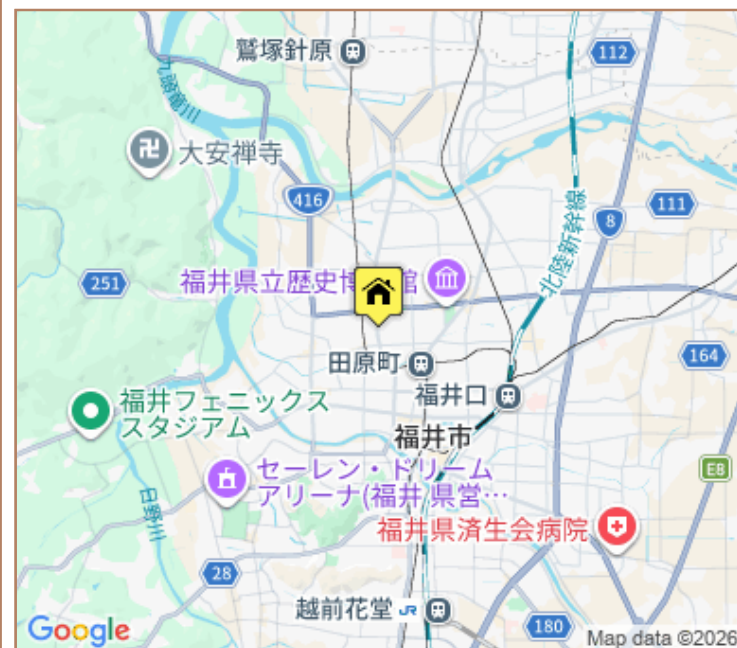 鷲塚針原
112
九頭竜川
大安禅寺
416
111
8
北陸新幹線
251
福井県立歴史博
館
田原町
164
福井口
福井フェニックス
スタジアム
福井市
E8
セーレン・ドリーム
アリーナ(福井 県営…
日野川
福井県済生会病院
28
越前花堂 JR
180
Google
Map data ©2026